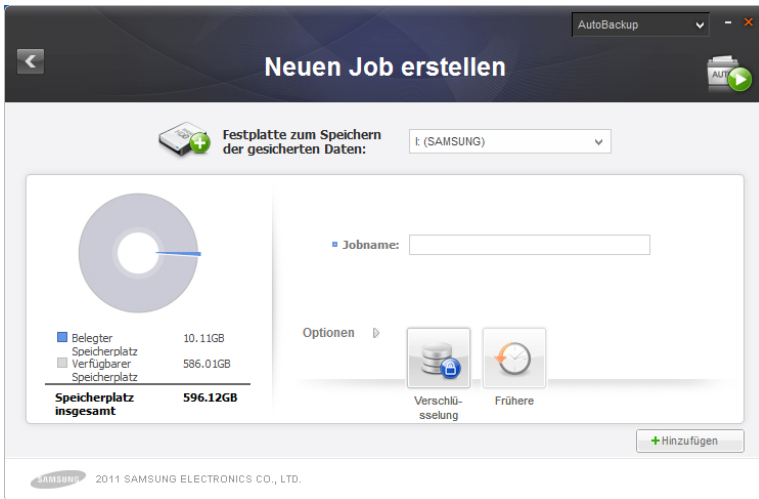 AutoBackup
Neuen Job erstellen
AUTO
Festplatte zum Speichern
der gesicherten Daten:
I: (SAMSUNG)
Jobname:
Belegter
Speicherplatz
10.11GB
Verfügbarer
Speicherplatz
586.01GB
Speicherplatz
insgesamt
596.12GB
Optionen
Verschlü-
sselung
Frühere
+Hinzufügen
SAMSUNG
2011 SAMSUNG ELECTRONICS CO., LTD.